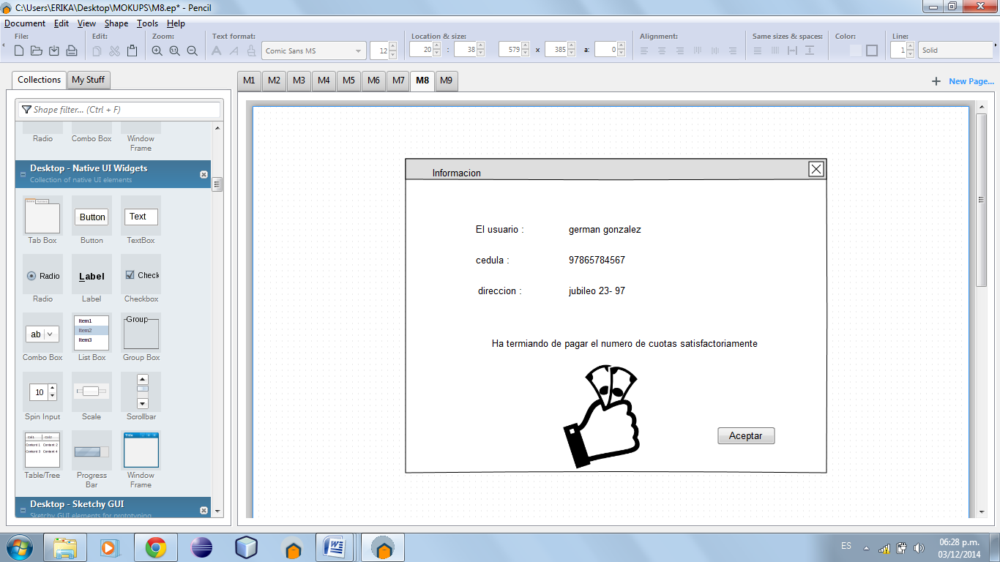 C:\Users\ERIKA\Desktop\MOKUPS\M8.ep* - Pencil
Document Edit View Shape Tools Help
File: Edit: Zoom: Text format: Location & size: Alignment: Same sizes & spaces: Color: Line:
Comic Sans MS 12 20 : 38 579 x 385 a: 0 1 Solid
Collections My Stuff
M1 M2 M3 M4 M5 M6 M7 M8 M9
New Page...
Shape filter... (Ctrl + F)
Radio Combo Box Window Frame
Desktop - Native UI Widgets
Collection of native UI elements
Button Text
Tab Box Button TextBox
Radio Label Check
Radio Label Checkbox
ab Item1 Item2 Item3 Group
Combo Box List Box Group Box
10
Spin Input Scale Scrollbar
Col1 Col2 Title
Content 1 Content 2
Content 3 Content 4
Table/Tree Progress Bar Window Frame
Desktop - Sketchy GUI
Sketchy GUI elements for prototyping
Informacion
El usuario : german gonzalez
cedula : 97865784567
direccion : jubileo 23- 97
Ha termiando de pagar el numero de cuotas satisfactoriamente
Aceptar
ES
06:28 p.m.
03/12/2014